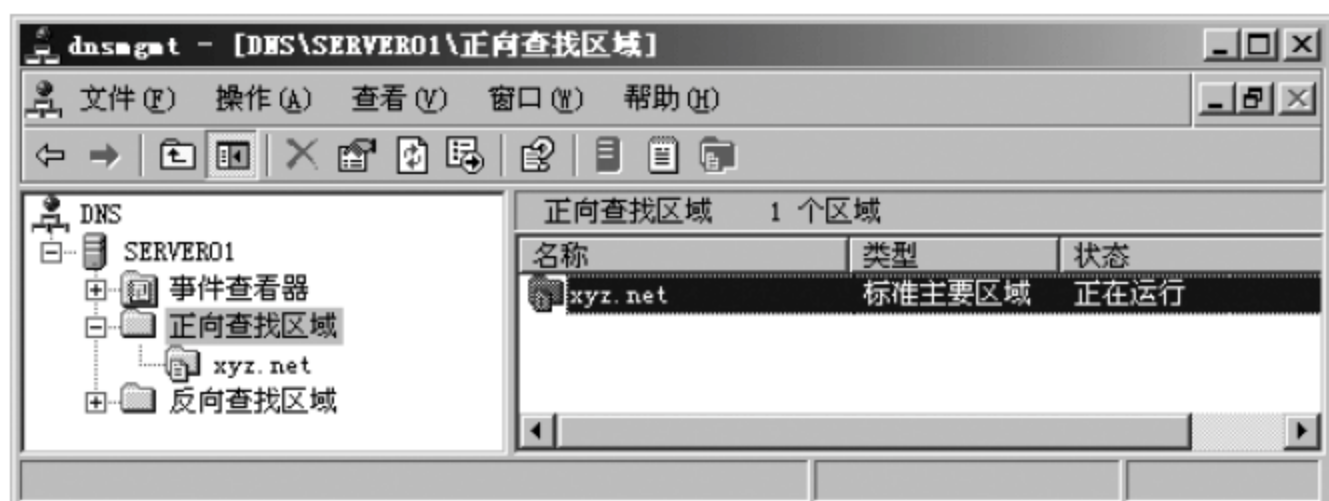 dnsmgmt - [DNS\SERVER01\正向查找区域]
文件(F) 操作(A) 查看(V) 窗口(W) 帮助(H)
DNS
SERVER01
事件查看器
正向查找区域
xyz.net
反向查找区域
正向查找区域 1 个区域
名称 类型 状态
xyz.net 标准主要区域 正在运行